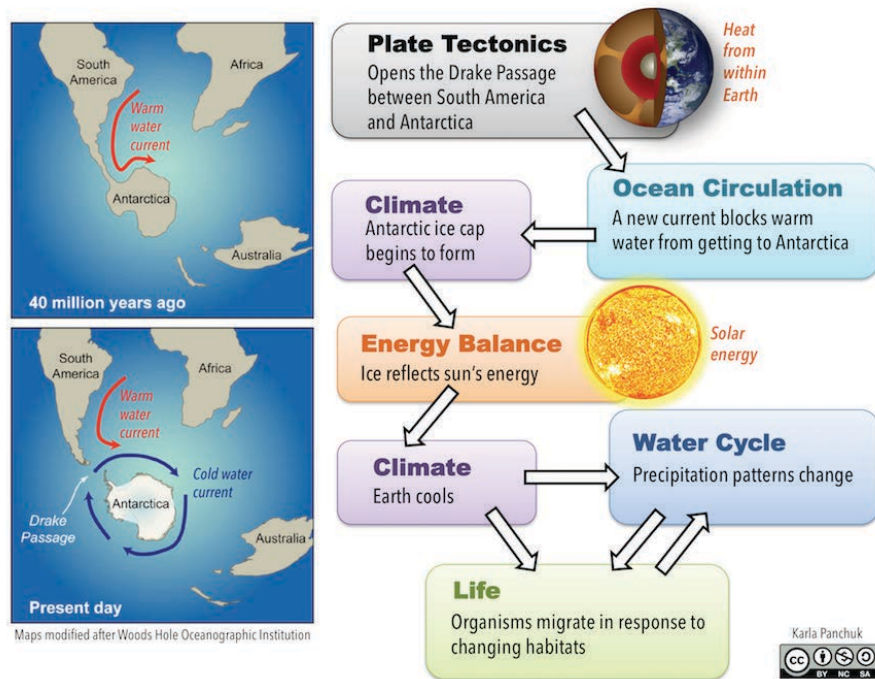 South
America
Africa
Warm
water
current
Antarctica
Australia
40 million years ago
South
America
Africa
Warm
water
current
Cold water
current
Antarctica
Drake
Passage
Australia
Present day
Maps modified after Woods Hole Oceanographic Institution
Plate Tectonics
Opens the Drake Passage
between South America
and Antarctica
Heat
from
within
Earth
Ocean Circulation
A new current blocks warm
water from getting to Antarctica
Climate
Antarctic ice cap
begins to form
Energy Balance
Ice reflects sun's energy
Solar
energy
Climate
Earth cools
Water Cycle
Precipitation patterns change
Life
Organisms migrate in response to
changing habitats
Karla Panchuk
CC BY NC SA